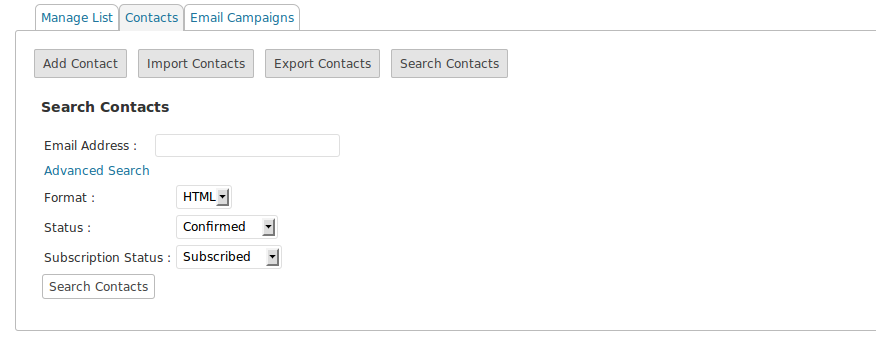 Manage List Contacts Email Campaigns
Add Contact Import Contacts Export Contacts Search Contacts
Search Contacts
Email Address :
Advanced Search
Format : HTML
Status : Confirmed
Subscription Status : Subscribed
Search Contacts